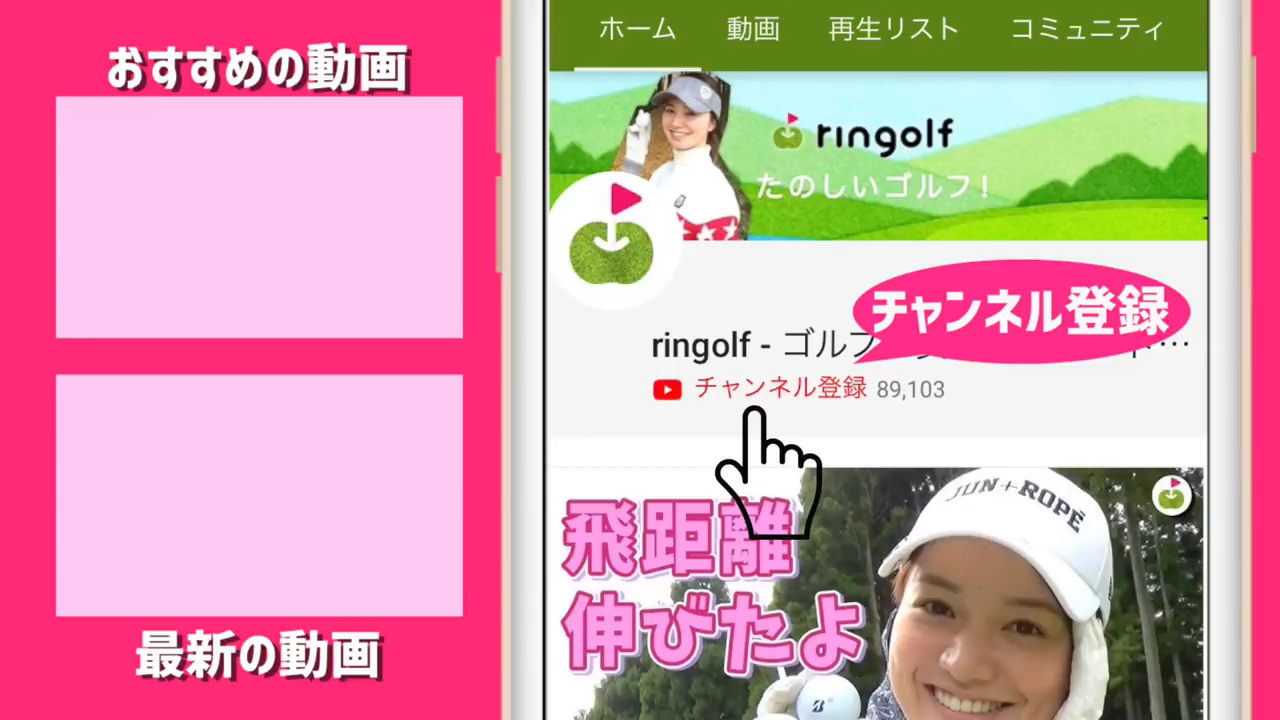 おすすめの動画
最新の動画
ホーム 動画 再生リスト コミュニティ
ringolf
たのしいゴルフ!
チャンネル登録
ringolf - ゴルフ
チャンネル登録 89,103
JUN+ROPÉ
飛距離
伸びたよ
B